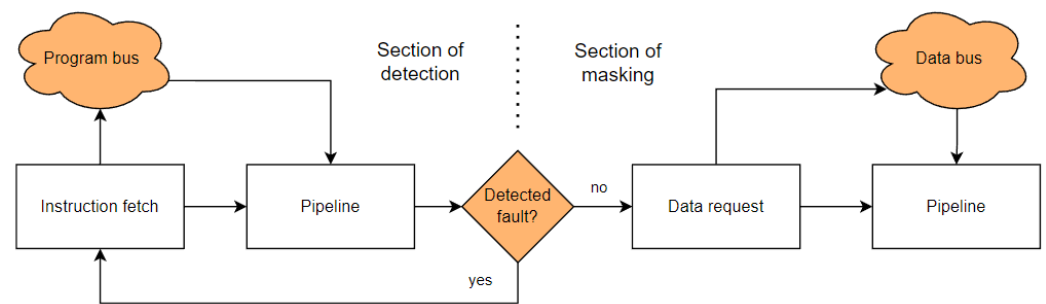 Program bus
Section of
detection
Section of
masking
Data bus
Instruction fetch
Pipeline
Detected
fault?
no
Data request
Pipeline
yes